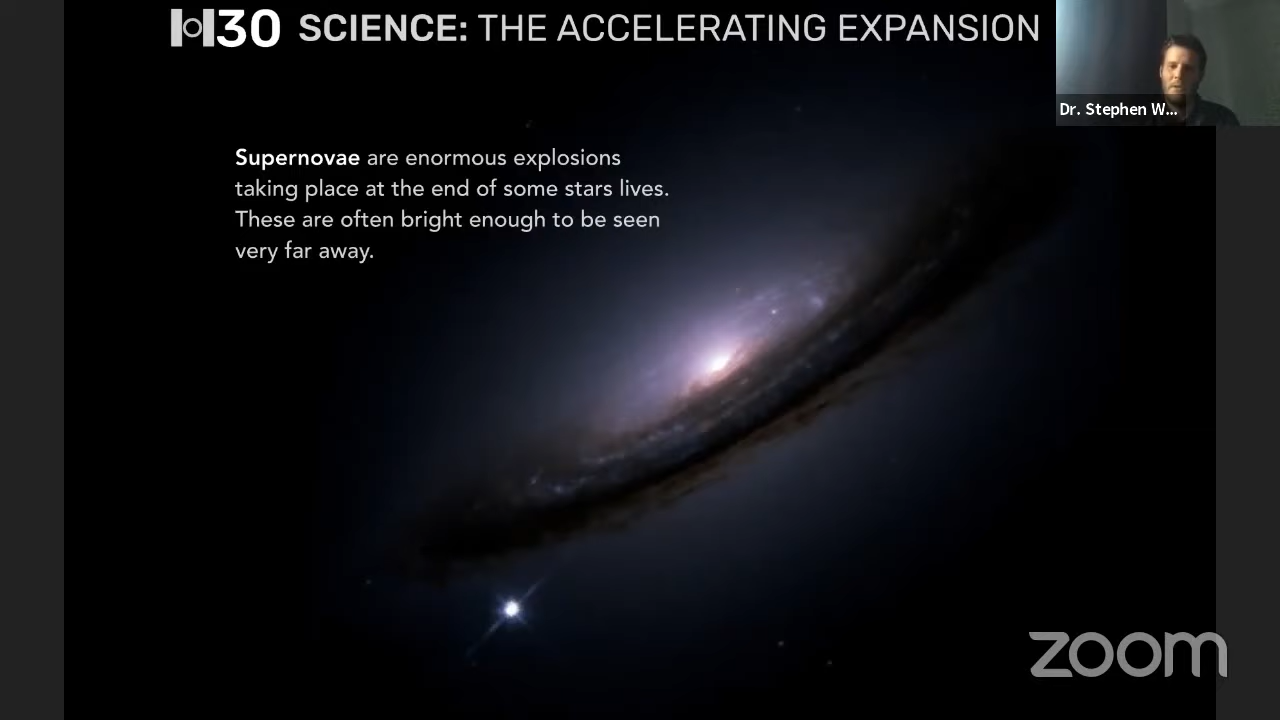 H30 SCIENCE: THE ACCELERATING EXPANSION
Dr. Stephen W...
Supernovae are enormous explosions
taking place at the end of some stars lives.
These are often bright enough to be seen
very far away.
zoom